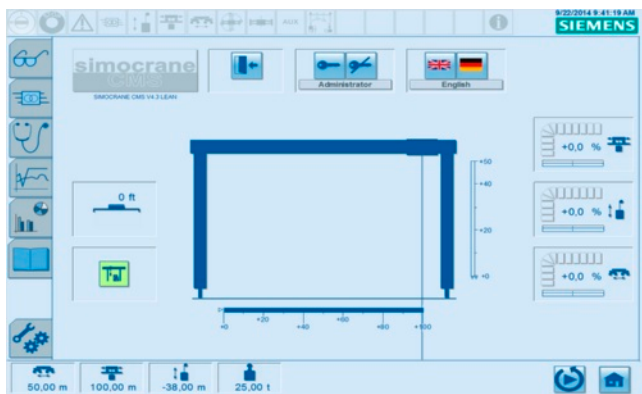 9/22/2014 9:41:19 AM
SIEMENS
AUX
simocrane
CMS
SIMOCRANE CMS V4.3 LEAN
Administrator
English
+50
+40
+20
+0
0 ft
+0,0 %
+0,0 %
+0,0 %
+0
+20
+40
+60
+80
+100
50,00 m
100,00 m
-38,00 m
25,00 t